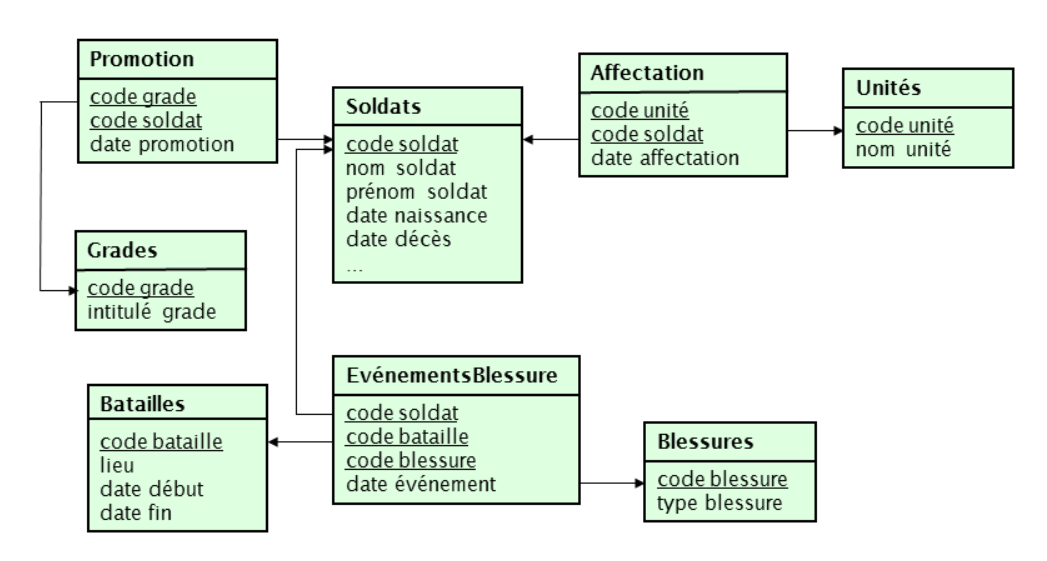 Promotion
code grade
code soldat
date promotion
Soldats
code soldat
nom soldat
prénom soldat
date naissance
date décès
...
Affectation
code unité
code soldat
date affectation
Unités
code unité
nom unité
Grades
code grade
intitulé grade
Batailles
code bataille
lieu
date début
date fin
EvénementsBlessure
code soldat
code bataille
code blessure
date événement
Blessures
code blessure
type blessure